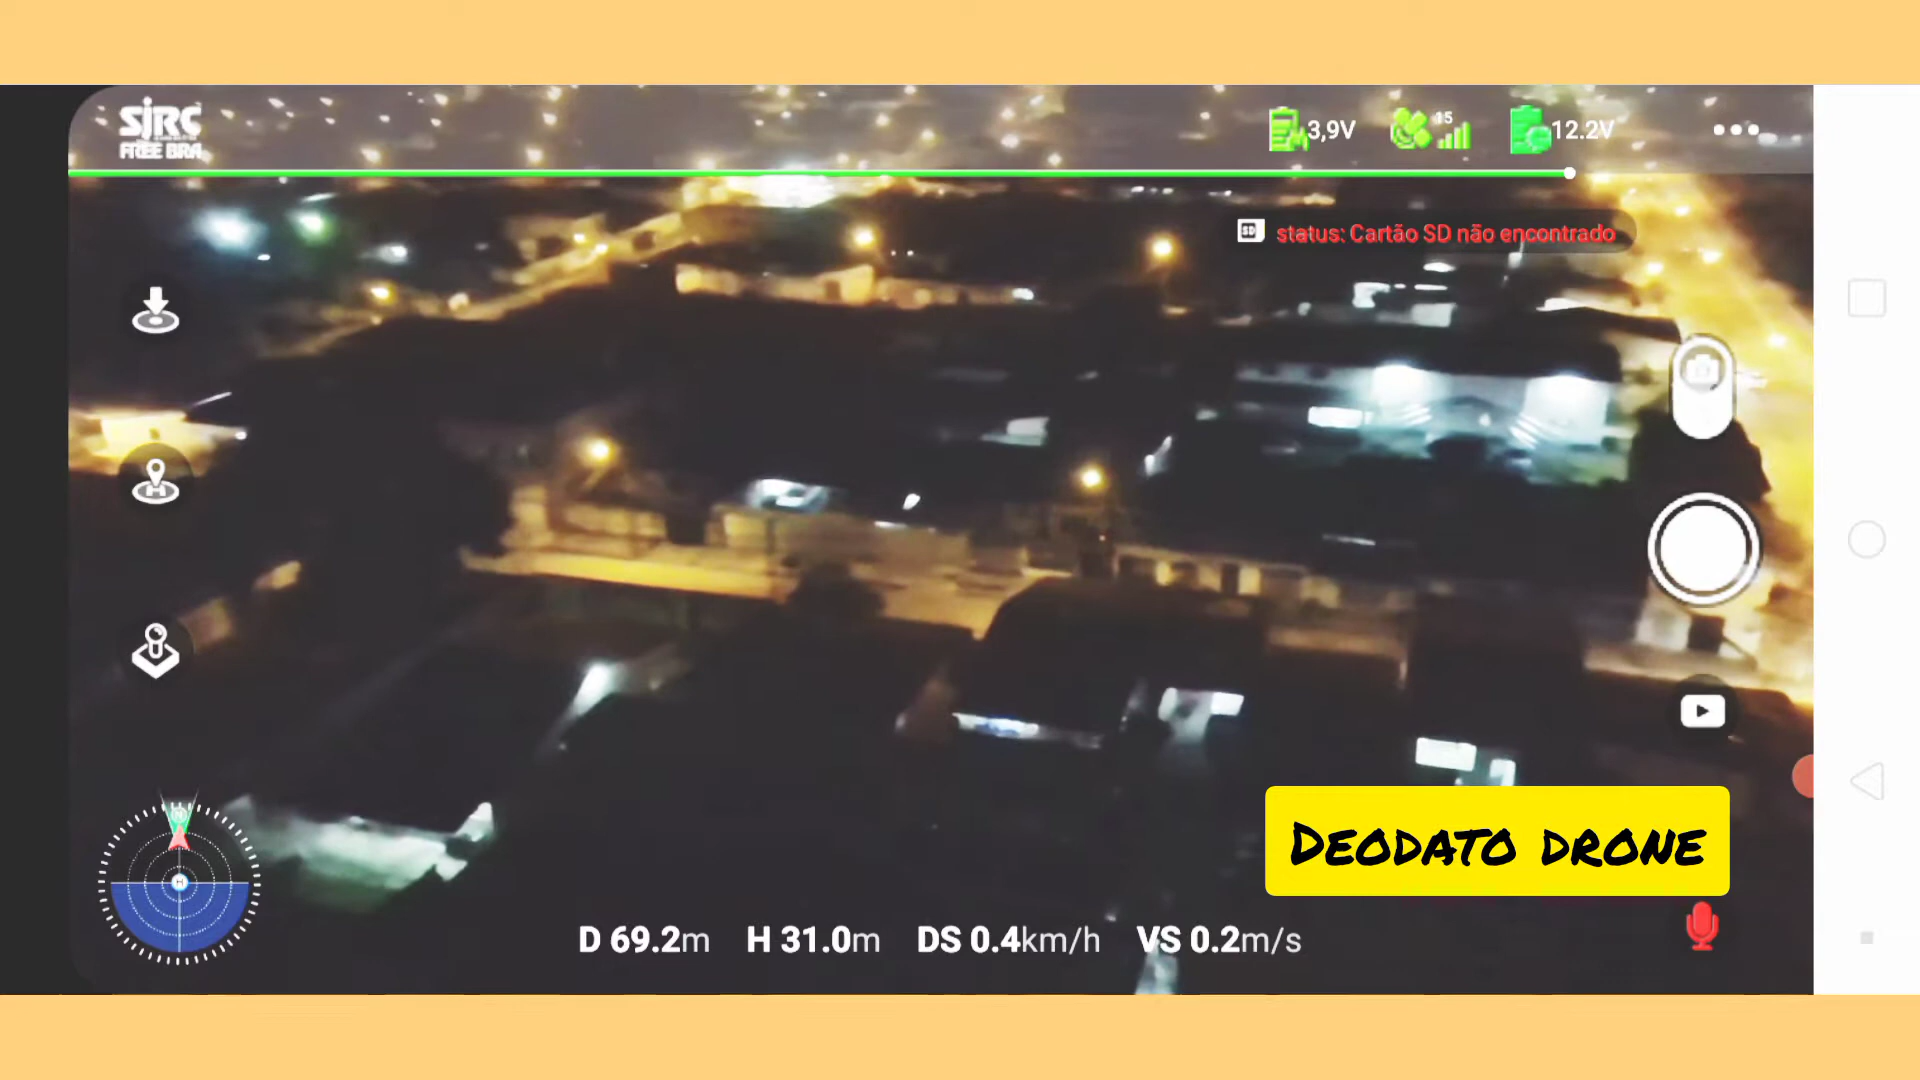 SJRC
FREE BRA
3,9V
15
12.2V
SD
status: Cartão SD não encontrado
H
N
H
DEODATO DRONE
D 69.2m H 31.0m DS 0.4km/h VS 0.2m/s